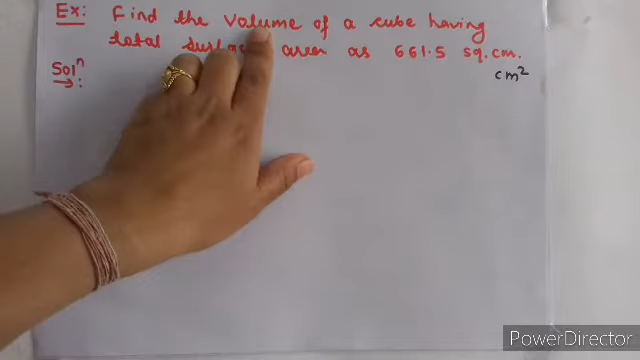 Ex: Find the volume of a cube having
total surface area as 661.5 sq.cm.
Solⁿ cm²
→:
PowerDirector